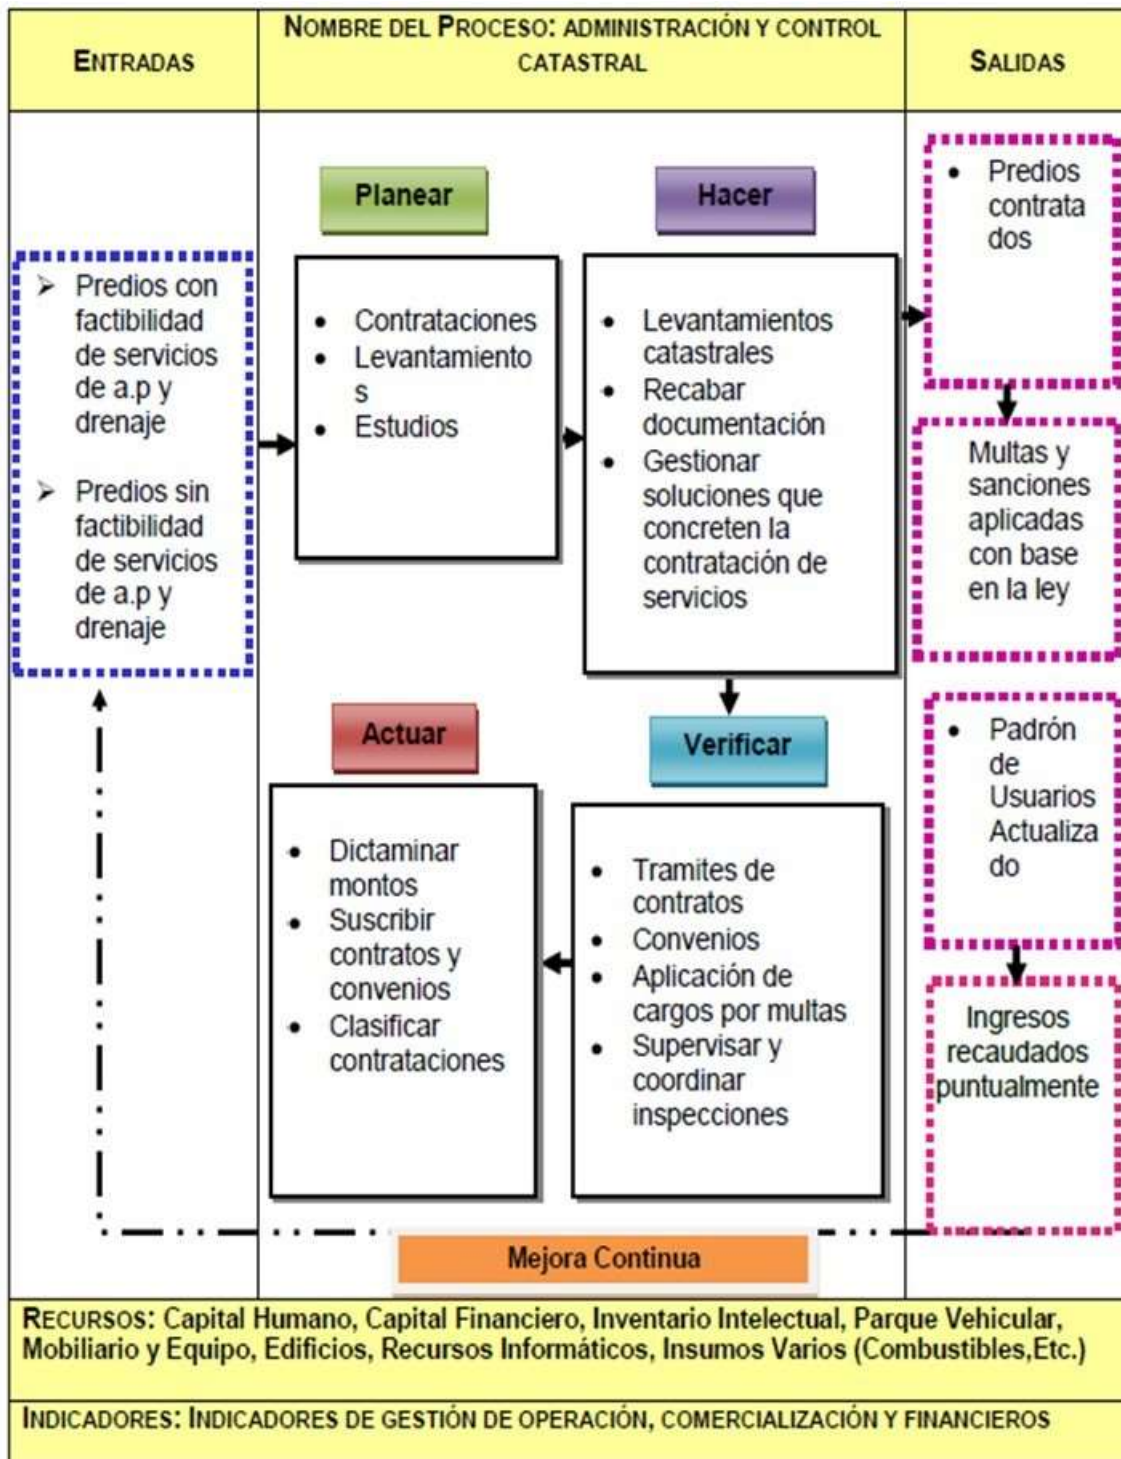 ENTRADAS
NOMBRE DEL PROCESO: ADMINISTRACIÓN Y CONTROL
CATASTRAL
SALIDAS
Planear
Hacer
Predios con
factibilidad
de servicios
de a.p y
drenaje
Predios sin
factibilidad
de servicios
de a.p y
drenaje
Contrataciones
Levantamiento
s
Estudios
Levantamientos
catastrales
Recabar
documentación
Gestionar
soluciones que
concreten la
contratación de
servicios
Predios
contrata
dos
Multas y
sanciones
aplicadas
con base
en la ley
Actuar
Verificar
Dictaminar
montos
Suscribir
contratos y
convenios
Clasificar
contrataciones
Tramites de
contratos
Convenios
Aplicación de
cargos por multas
Supervisar y
coordinar
inspecciones
Padrón
de
Usuarios
Actualiza
do
Ingresos
recaudados
puntualmente
Mejora Continua
RECURSOS: Capital Humano, Capital Financiero, Inventario Intelectual, Parque Vehicular,
Mobiliario y Equipo, Edificios, Recursos Informáticos, Insumos Varios (Combustibles,Etc.)
INDICADORES: INDICADORES DE GESTIÓN DE OPERACIÓN, COMERCIALIZACIÓN Y FINANCIEROS